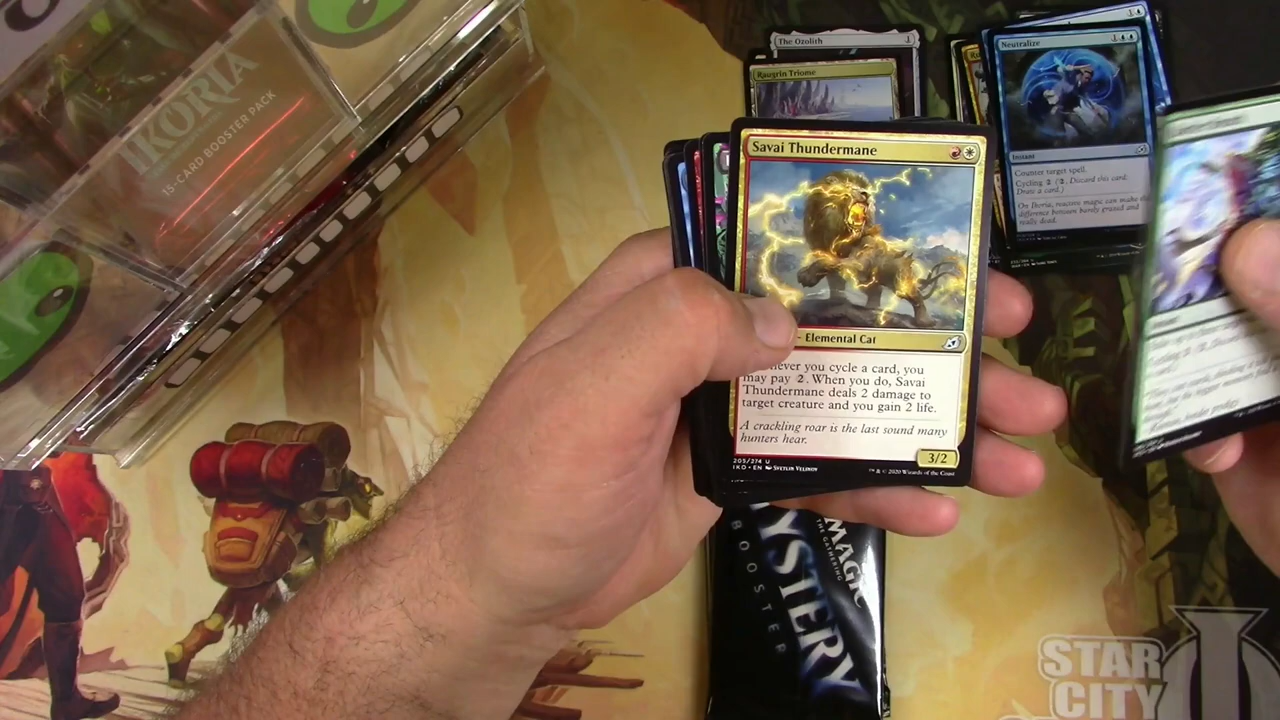 IKORIA
15-CARD BOOSTER PACK
The Ozolith
1
Raugrin Triome
Neutralize
1
Instant
Counter target spell.
Cycling 2 (2, Discard this card:
Draw a card.)
On Ikoria, reactive magic can make the
difference between barely grazed and
really dead.
Savai Thundermane
- Elemental Cat
never you cycle a card, you
may pay 2. When you do, Savai
Thundermane deals 2 damage to
target creature and you gain 2 life.
A crackling roar is the last sound many
hunters hear.
3/2
205/274 U
IKO • EN Svetlin Velinov
™ & © 2020 Wizards of the Coast
MAGIC
THE GATHERING
MYSTERY
BOOSTER
STAR
CITY